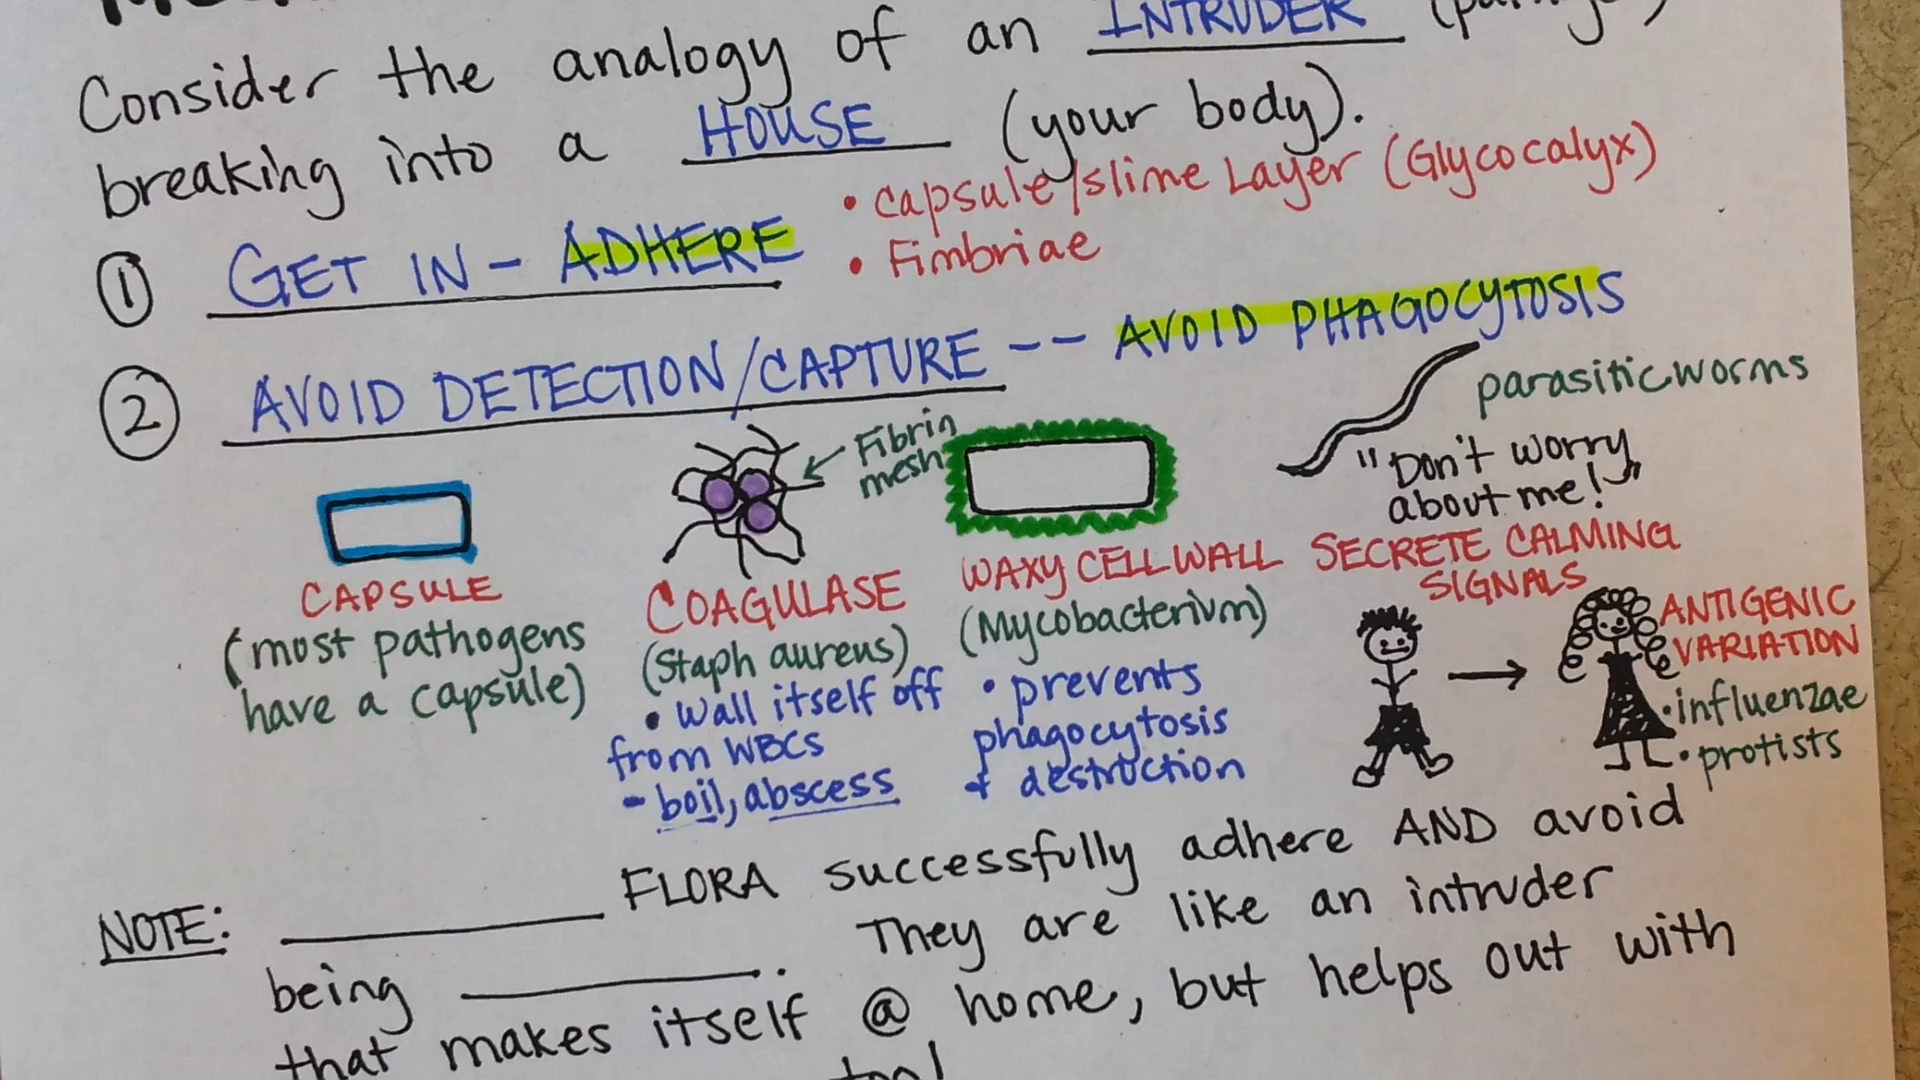 Consider the analogy of an INTRUDER
breaking into a HOUSE (your body).
• capsule/slime Layer (Glycocalyx)
① GET IN - ADHERE
• Fimbriae
② AVOID DETECTION/CAPTURE -- AVOID PHAGOCYTOSIS
Fibrin
mesh
parasitic worms
"Don't worry
about me!"
CAPSULE
(most pathogens
have a capsule)
COAGULASE
(Staph aureus)
• Wall itself off
from WBCs
- boil, abscess
WAXY CELL WALL
(Mycobacterium)
• prevents
phagocytosis
+ destruction
SECRETE CALMING
SIGNALS
ANTIGENIC
VARIATION
• influenzae
• protists
NOTE: __________ FLORA successfully adhere AND avoid
being __________. They are like an intruder
that makes itself @ home, but helps out with